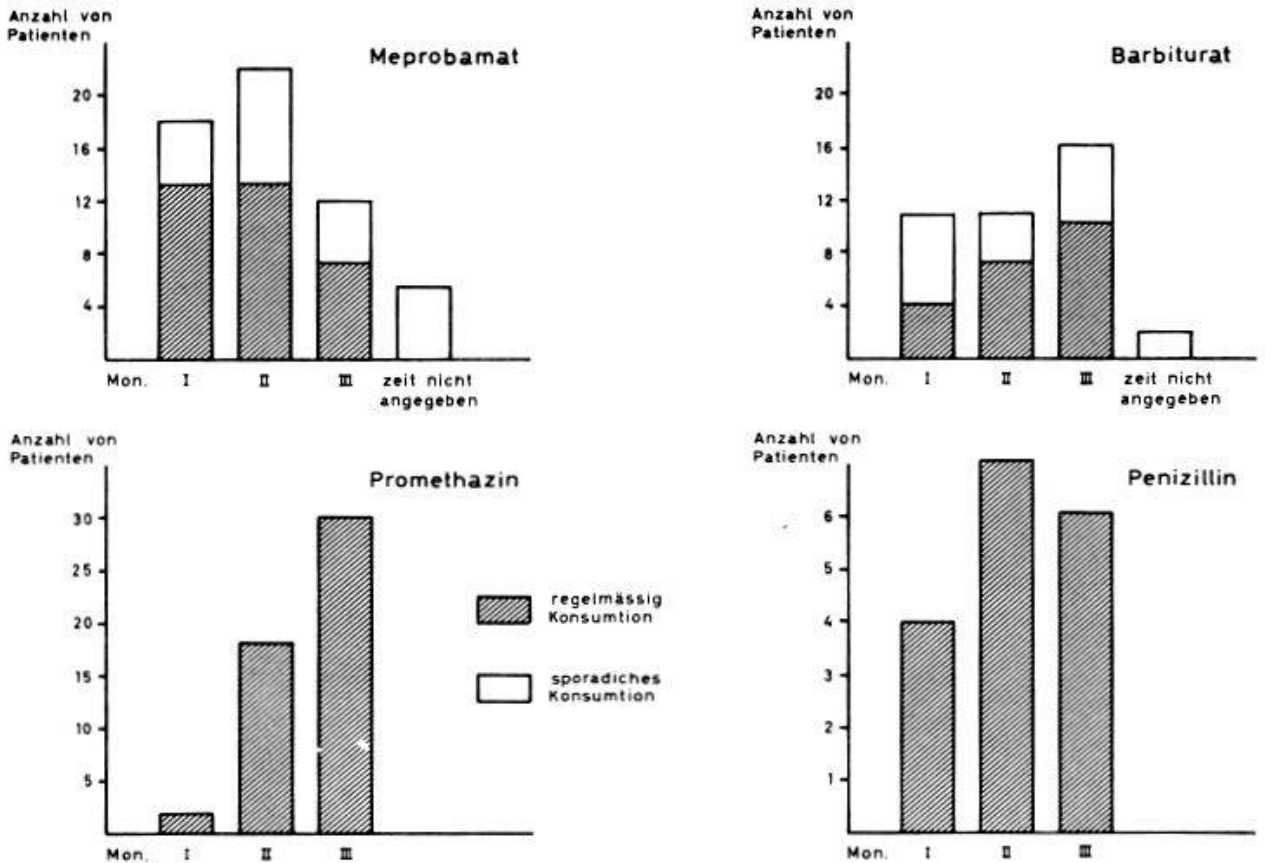 Anzahl von
Patienten
Meprobamat
20
16
12
8
4
Mon. I II III zeit nicht
angegeben
Anzahl von
Patienten
Barbiturat
20
16
12
8
4
Mon. I II III zeit nicht
angegeben
Anzahl von
Patienten
Promethazin
30
25
20
15
10
5
Mon. I II III
regelmässig
Konsumtion
sporadiches
Konsumtion
Anzahl von
Patienten
Penizillin
6
5
4
3
2
1
Mon. I II III